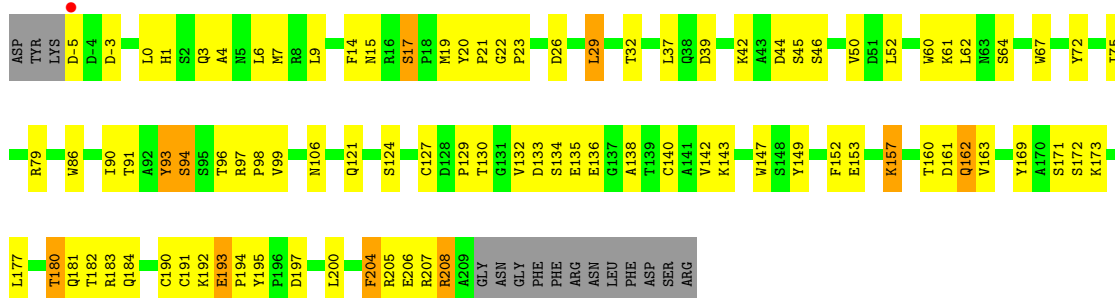 ASP TYR LYS D-5 D-4 D-3 L0 H1 S2 Q3 A4 N5 L6 M7 R8 L9 F14 N15 R16 S17 P18 M19 Y20 P21 G22 P23 D26 L29 T32 L37 Q38 D39 K42 A43 D44 S45 S46 V50 D51 L52 W60 K61 L62 N63 S64 W67 Y72
R79 W86 I90 T91 A92 Y93 S94 S95 T96 R97 P98 V99 N106 Q121 S124 C127 D128 P129 T130 G131 V132 D133 S134 E135 E136 G137 A138 T139 C140 A141 V142 K143 W147 S148 Y149 F152 E153 K157 T160 D161 Q162 V163 Y169 A170 S171 S172 K173
L177 T180 Q181 T182 R183 Q184 C190 C191 K192 E193 P194 Y195 P196 D197 L200 F204 R205 E206 R207 R208 A209 GLY ASN GLY PHE PHE ARG ASN LEU PHE ASP SER ARG